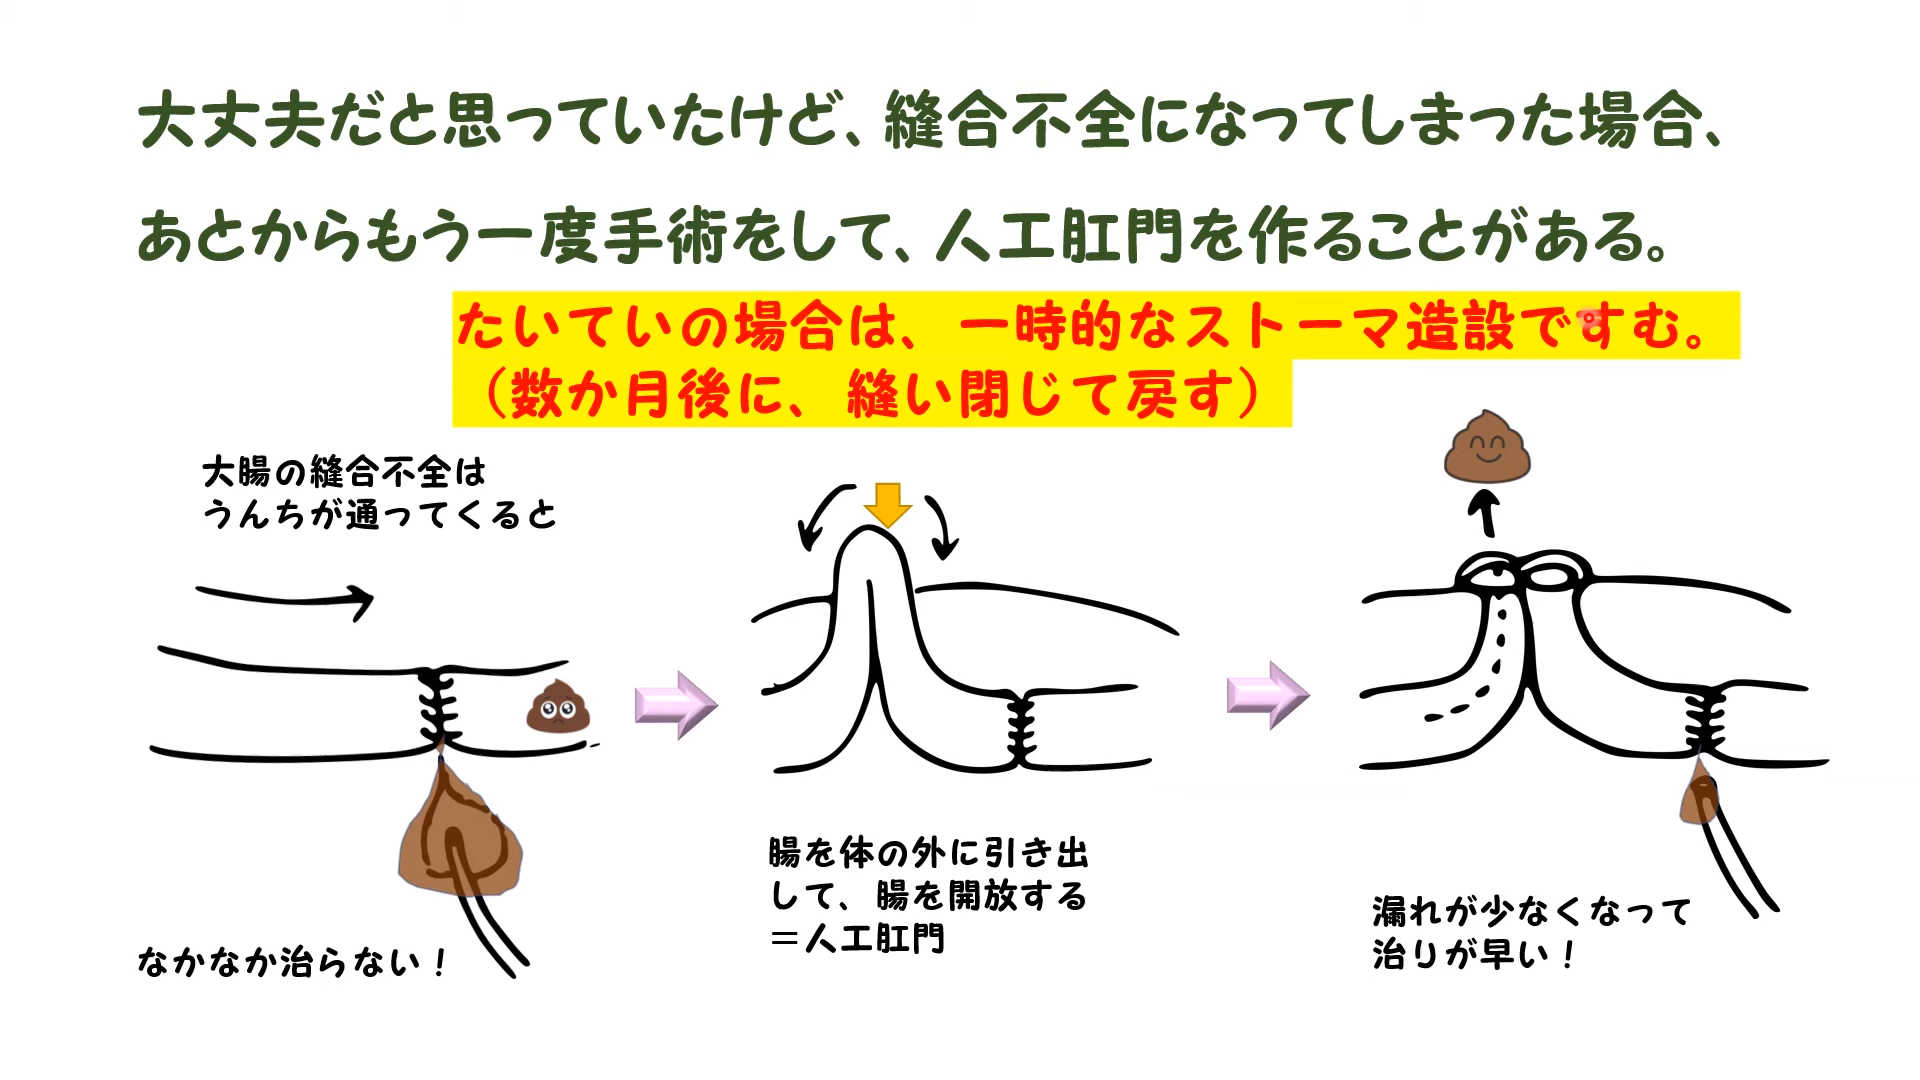 大丈夫だと思っていたけど、縫合不全になってしまった場合、
あとからもう一度手術をして、人工肛門を作ることがある。
たいていの場合は、一時的なストーマ造設ですむ。
（数か月後に、縫い閉じて戻す）
大腸の縫合不全は
うんちが通ってくると
なかなか治らない！
腸を体の外に引き出
して、腸を開放する
＝人工肛門
漏れが少なくなって
治りが早い！